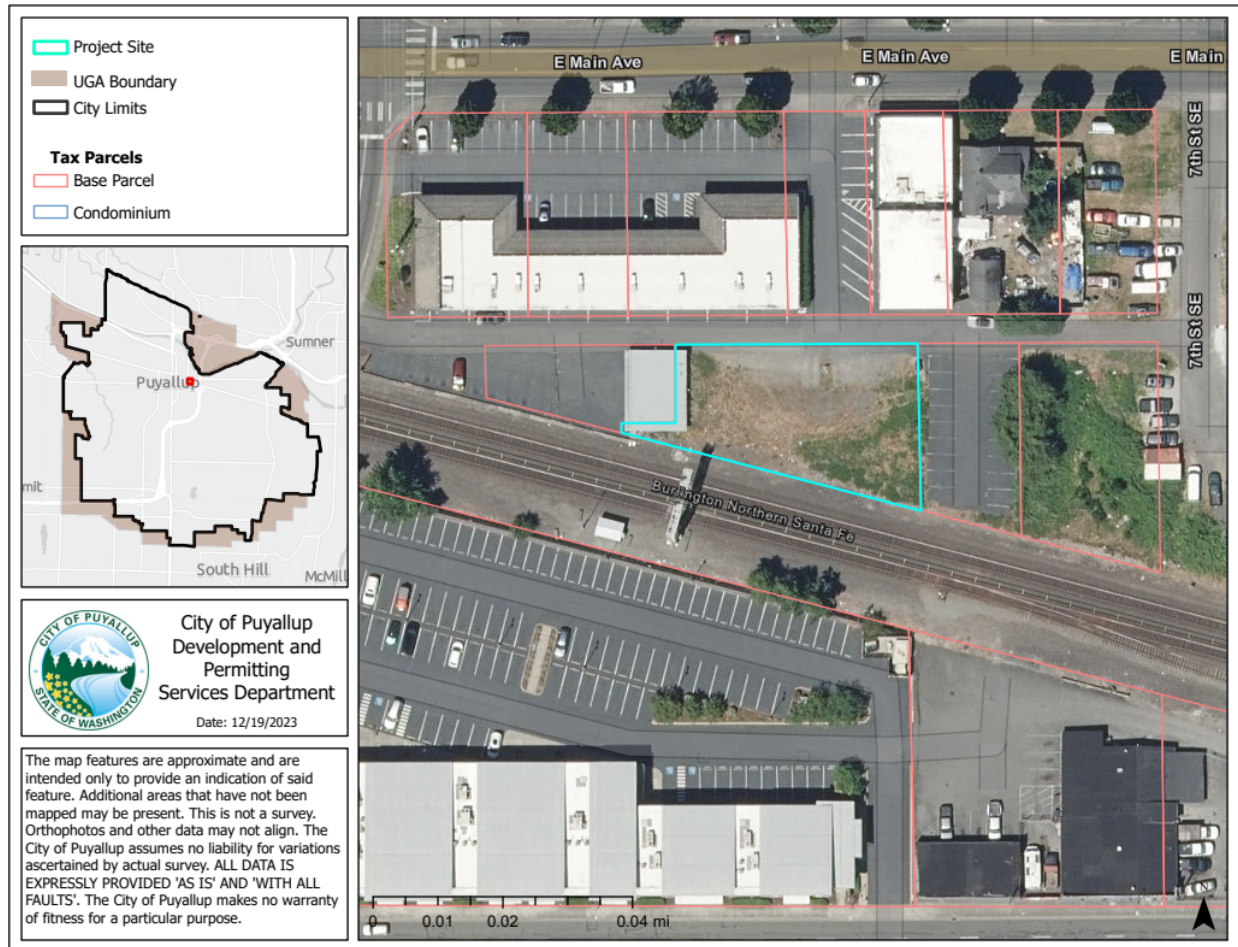 Project Site
UGA Boundary
City Limits
Tax Parcels
Base Parcel
Condominium
Sumner
Puyallup
mit
South Hill
McMill
CITY OF PUYALLUP
STATE OF WASHINGTON
City of Puyallup
Development and
Permitting
Services Department
Date: 12/19/2023
The map features are approximate and are
intended only to provide an indication of said
feature. Additional areas that have not been
mapped may be present. This is not a survey.
Orthophotos and other data may not align. The
City of Puyallup assumes no liability for variations
ascertained by actual survey. ALL DATA IS
EXPRESSLY PROVIDED 'AS IS' AND 'WITH ALL
FAULTS'. The City of Puyallup makes no warranty
of fitness for a particular purpose.
E Main Ave
E Main Ave
E Main
7th St SE
7th St SE
Burlington Northern Santa Fe
0 0.01 0.02 0.04 mi
N